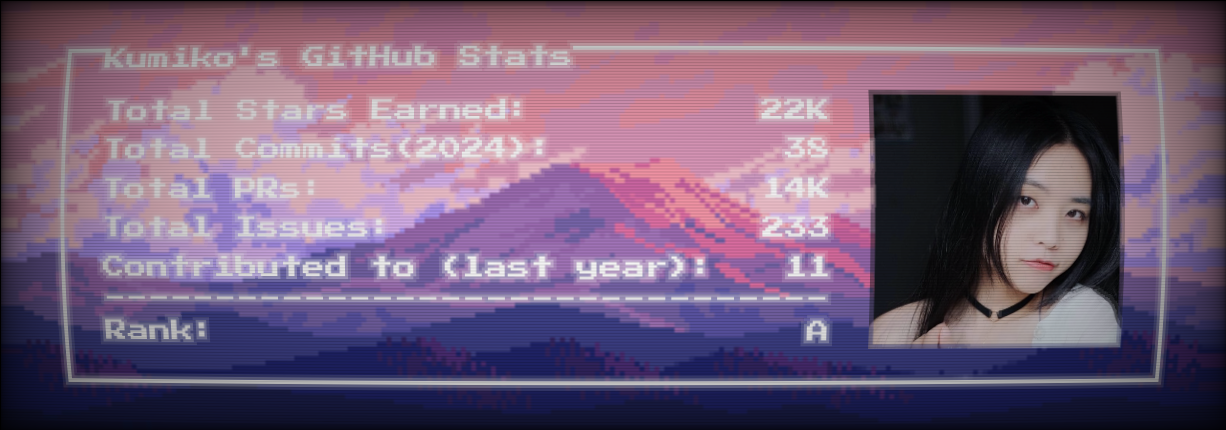 Kumiko's GitHub Stats
Total Stars Earned: 22K
Total Commits(2024): 38
Total PRs: 14K
Total Issues: 233
Contributed to (last year): 11
Rank: A